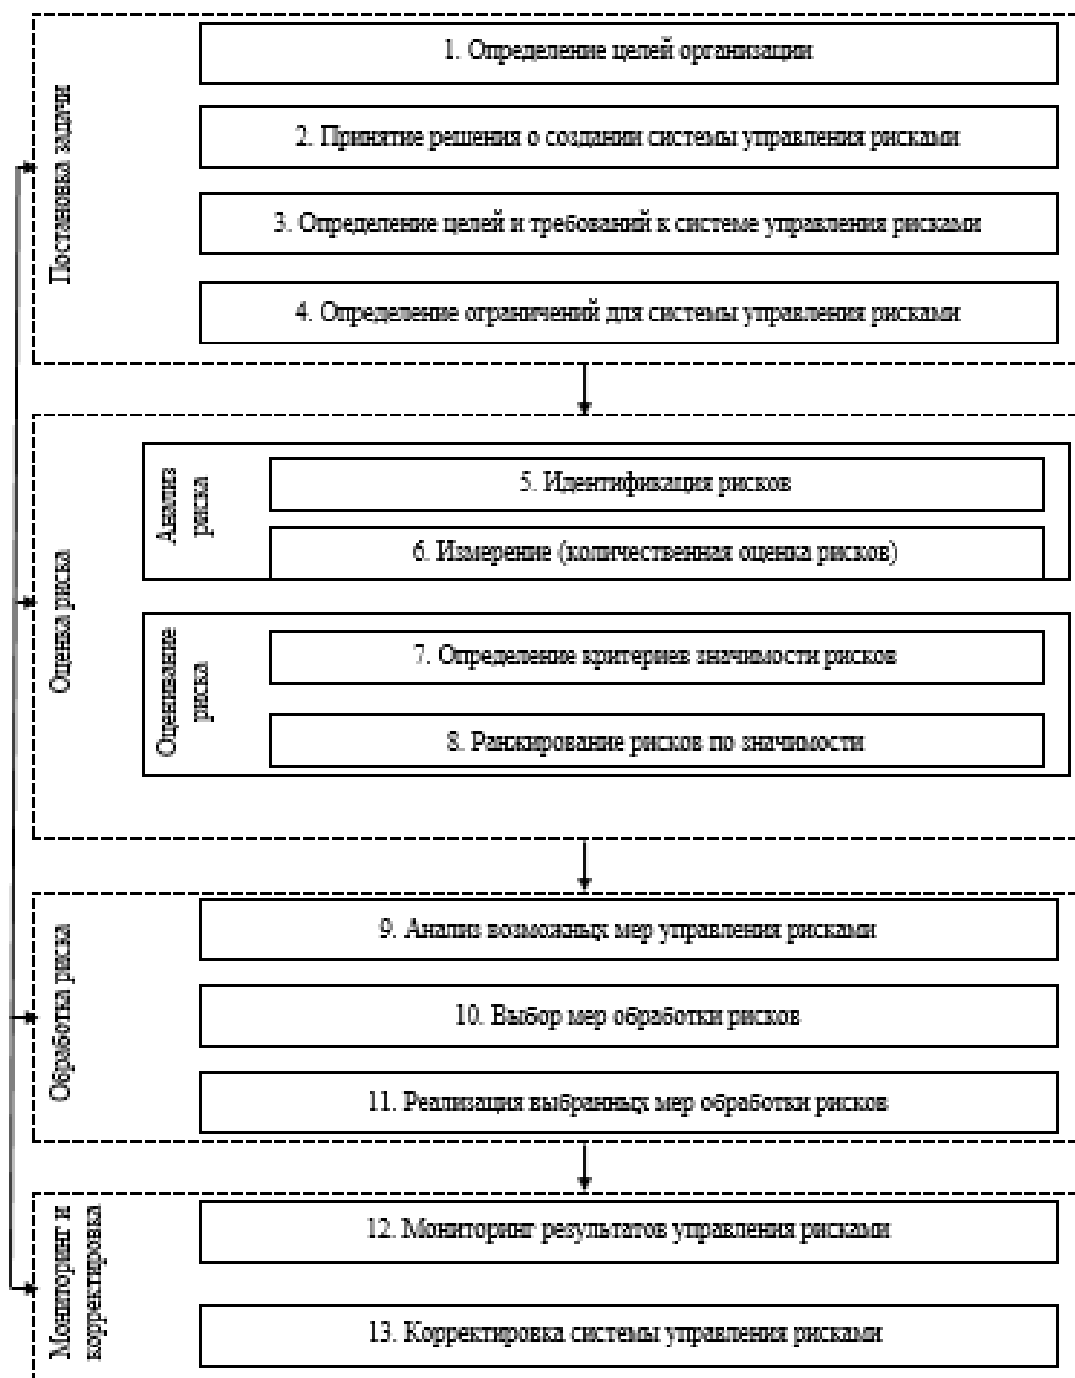 Постановка задачи
1. Определение целей организации
2. Принятие решения о создании системы управления рисками
3. Определение целей и требований к системе управления рисками
4. Определение ограничений для системы управления рисками
Оценка риска
Анализ
риска
5. Идентификация рисков
6. Измерение (количественная оценка рисков)
Оценивание
риска
7. Определение критериев значимости рисков
8. Ранжирование рисков по значимости
Обработка риска
9. Анализ возможных мер управления рисками
10. Выбор мер обработки рисков
11. Реализация выбранных мер обработки рисков
Мониторинг и
корректировка
12. Мониторинг результатов управления рисками
13. Корректировка системы управления рисками